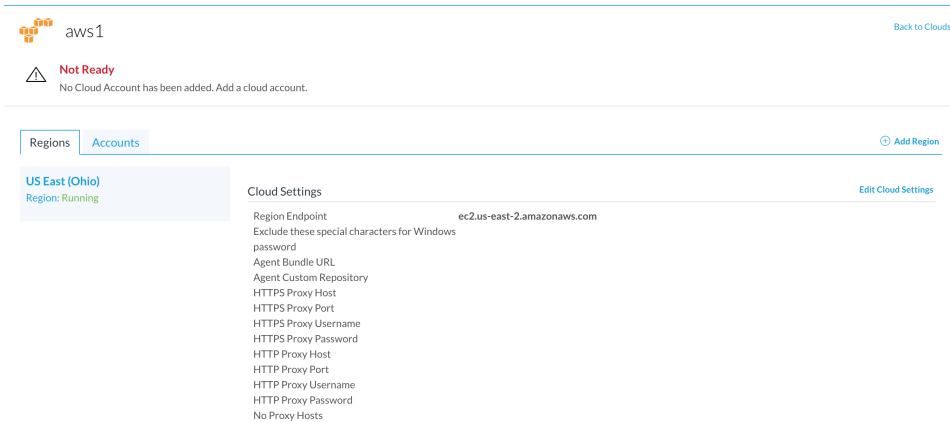 aws1
Back to Clouds
Not Ready
No Cloud Account has been added. Add a cloud account.
Regions
Accounts
Add Region
US East (Ohio)
Region: Running
Cloud Settings
Edit Cloud Settings
Region Endpoint ec2.us-east-2.amazonaws.com
Exclude these special characters for Windows
password
Agent Bundle URL
Agent Custom Repository
HTTPS Proxy Host
HTTPS Proxy Port
HTTPS Proxy Username
HTTPS Proxy Password
HTTP Proxy Host
HTTP Proxy Port
HTTP Proxy Username
HTTP Proxy Password
No Proxy Hosts